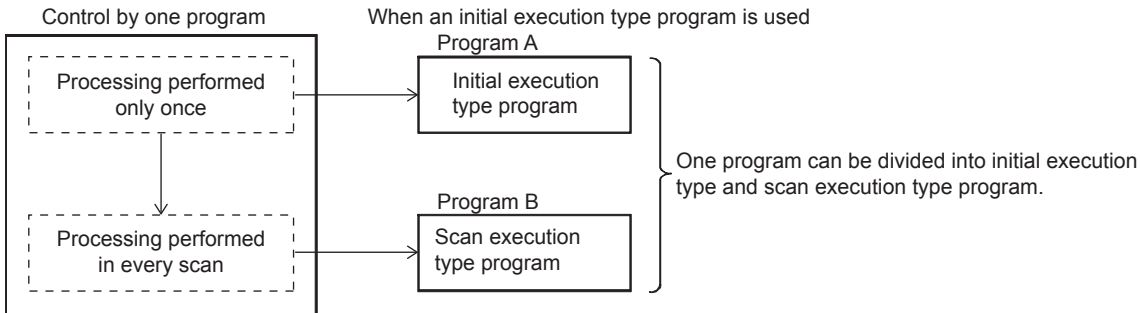 Control by one program
When an initial execution type program is used
Program A
Processing performed
only once
Initial execution
type program
One program can be divided into initial execution
type and scan execution type program.
Program B
Processing performed
in every scan
Scan execution
type program